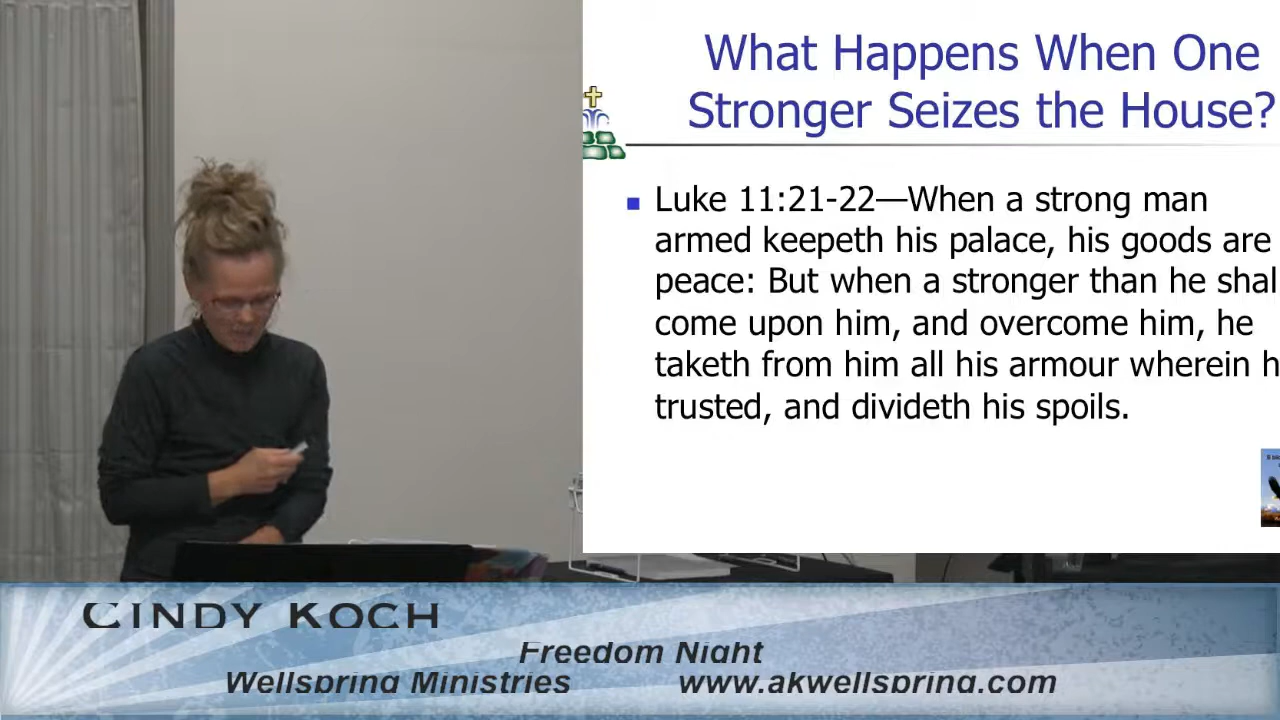 What Happens When One
Stronger Seizes the House?
Luke 11:21-22—When a strong man
armed keepeth his palace, his goods are
peace: But when a stronger than he shal
come upon him, and overcome him, he
taketh from him all his armour wherein h
trusted, and divideth his spoils.
CINDY KOCH
Freedom Night
Wellspring Ministries www.akwellspring.com